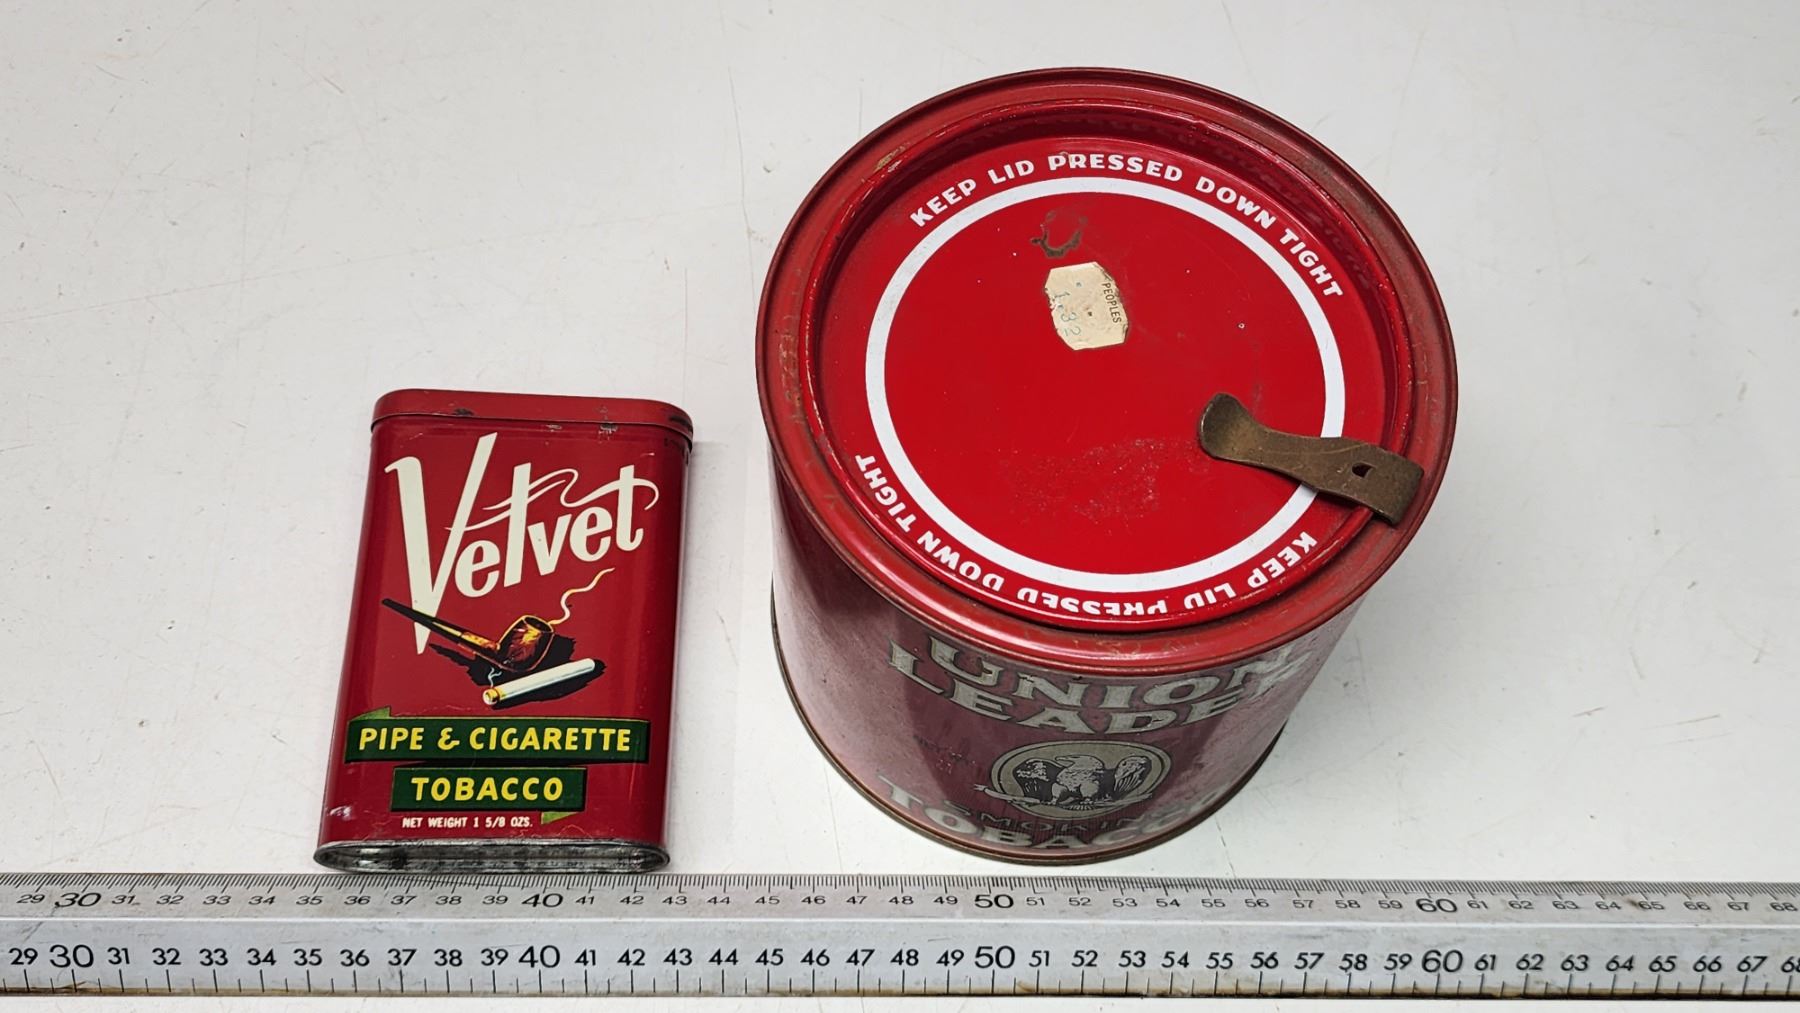 Velvet
PIPE & CIGARETTE
TOBACCO
NET WEIGHT 1 5/8 OZS.
KEEP LID PRESSED DOWN TIGHT
PEOPLES
KEEP LID PRESSED DOWN TIGHT
UNION
LEADER
SMOKING
TOBACCO
29 30 31 32 33 34 35 36 37 38 39 40 41 42 43 44 45 46 47 48 49 50 51 52 53 54 55 56 57 58 59 60 61 62 63 64 65 66 67 68
29 30 31 32 33 34 35 36 37 38 39 40 41 42 43 44 45 46 47 48 49 50 51 52 53 54 55 56 57 58 59 60 61 62 63 64 65 66 67 68